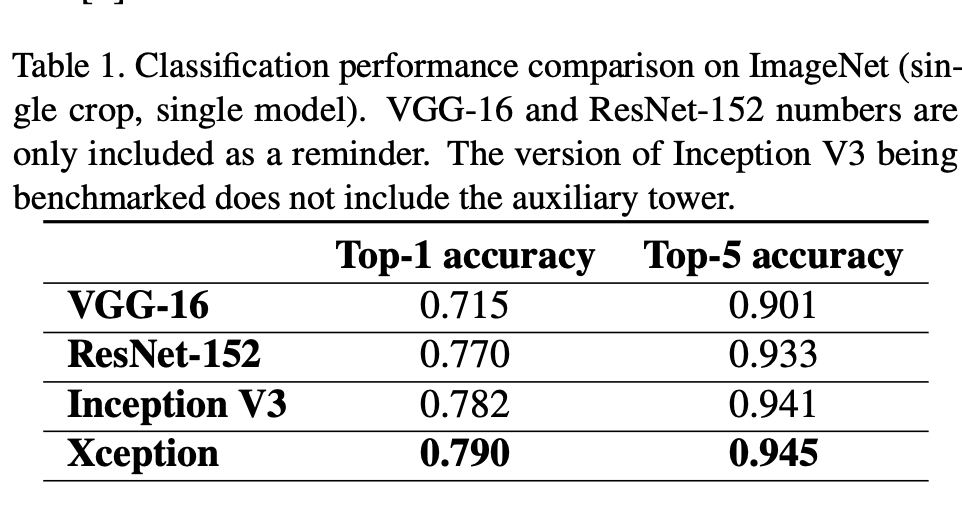 Table 1. Classification performance comparison on ImageNet (sin-
gle crop, single model). VGG-16 and ResNet-152 numbers are
only included as a reminder. The version of Inception V3 being
benchmarked does not include the auxiliary tower.
Top-1 accuracy Top-5 accuracy
VGG-16 0.715 0.901
ResNet-152 0.770 0.933
Inception V3 0.782 0.941
Xception 0.790 0.945